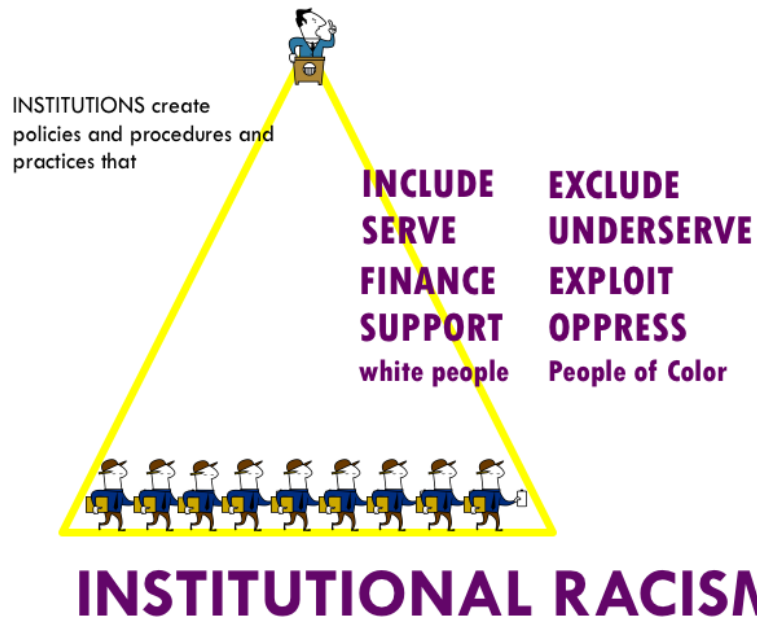 INSTITUTIONS create
policies and procedures and
practices that
INCLUDE EXCLUDE
SERVE UNDERSERVE
FINANCE EXPLOIT
SUPPORT OPPRESS
white people People of Color
INSTITUTIONAL RACISM